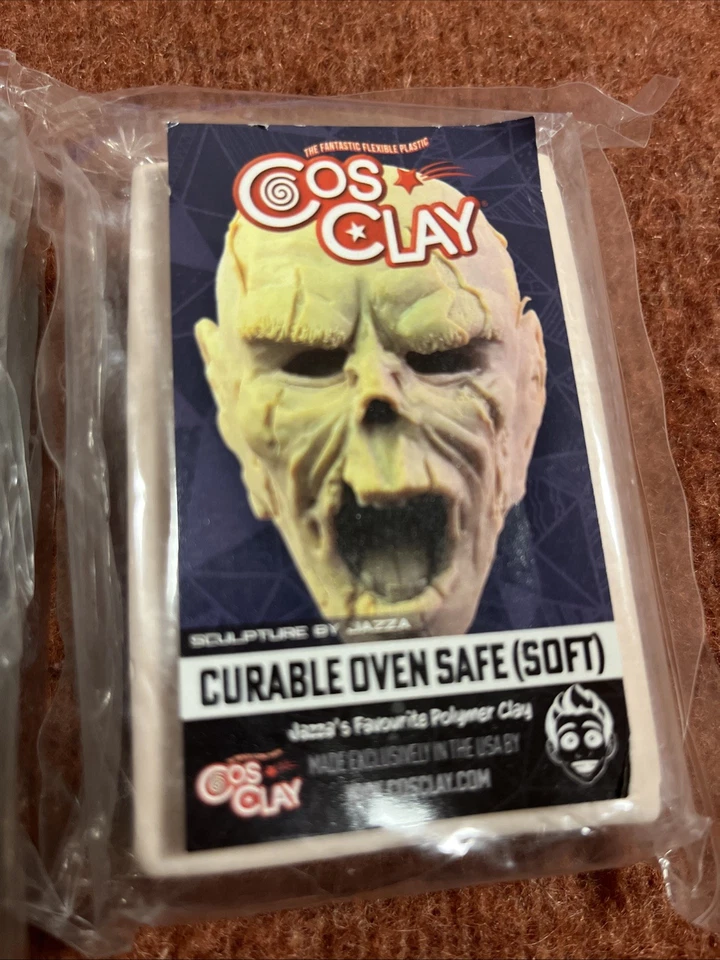 THE FANTASTIC FLEXIBLE PLASTIC
COS
CLAY
SCULPTURE BY JAZZA
CURABLE OVEN SAFE (SOFT)
Jazza's Favourite Polymer Clay
MADE EXCLUSIVELY IN THE USA BY
COS
CLAY
WWW.COSCLAY.COM